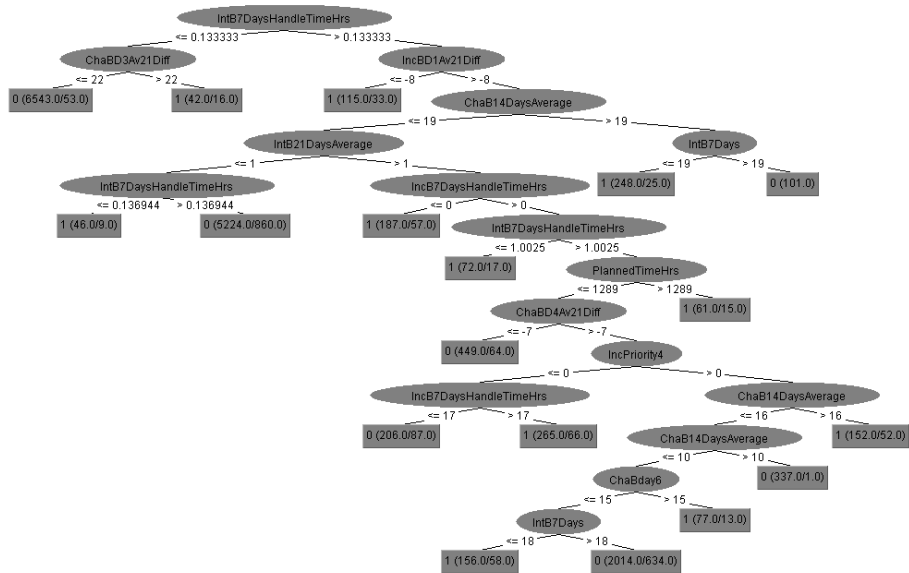 IntB7DaysHandleTimeHrs
<= 0.133333 > 0.133333
ChaBD3Av21Diff IncBD1Av21Diff
<= 22 > 22 <= -8 > -8
0 (6543.0/53.0) 1 (42.0/16.0) 1 (115.0/33.0) ChaB14DaysAverage
<= 19 > 19
IntB21DaysAverage IntB7Days
<= 1 > 1 <= 19 > 19
IntB7DaysHandleTimeHrs IncB7DaysHandleTimeHrs 1 (248.0/25.0) 0 (101.0)
<= 0.136944 > 0.136944 <= 0 > 0
1 (46.0/9.0) 0 (5224.0/860.0) 1 (187.0/57.0) IntB7DaysHandleTimeHrs
<= 1.0025 > 1.0025
1 (72.0/17.0) PlannedTimeHrs
<= 1289 > 1289
ChaBD4Av21Diff 1 (61.0/15.0)
<= -7 > -7
0 (449.0/64.0) IncPriority4
<= 0 > 0
IncB7DaysHandleTimeHrs ChaB14DaysAverage
<= 17 > 17 <= 16 > 16
0 (206.0/87.0) 1 (265.0/66.0) ChaB14DaysAverage 1 (152.0/52.0)
<= 10 > 10
ChaBday6 0 (337.0/1.0)
<= 15 > 15
IntB7Days 1 (77.0/13.0)
<= 18 > 18
1 (156.0/58.0) 0 (2014.0/634.0)